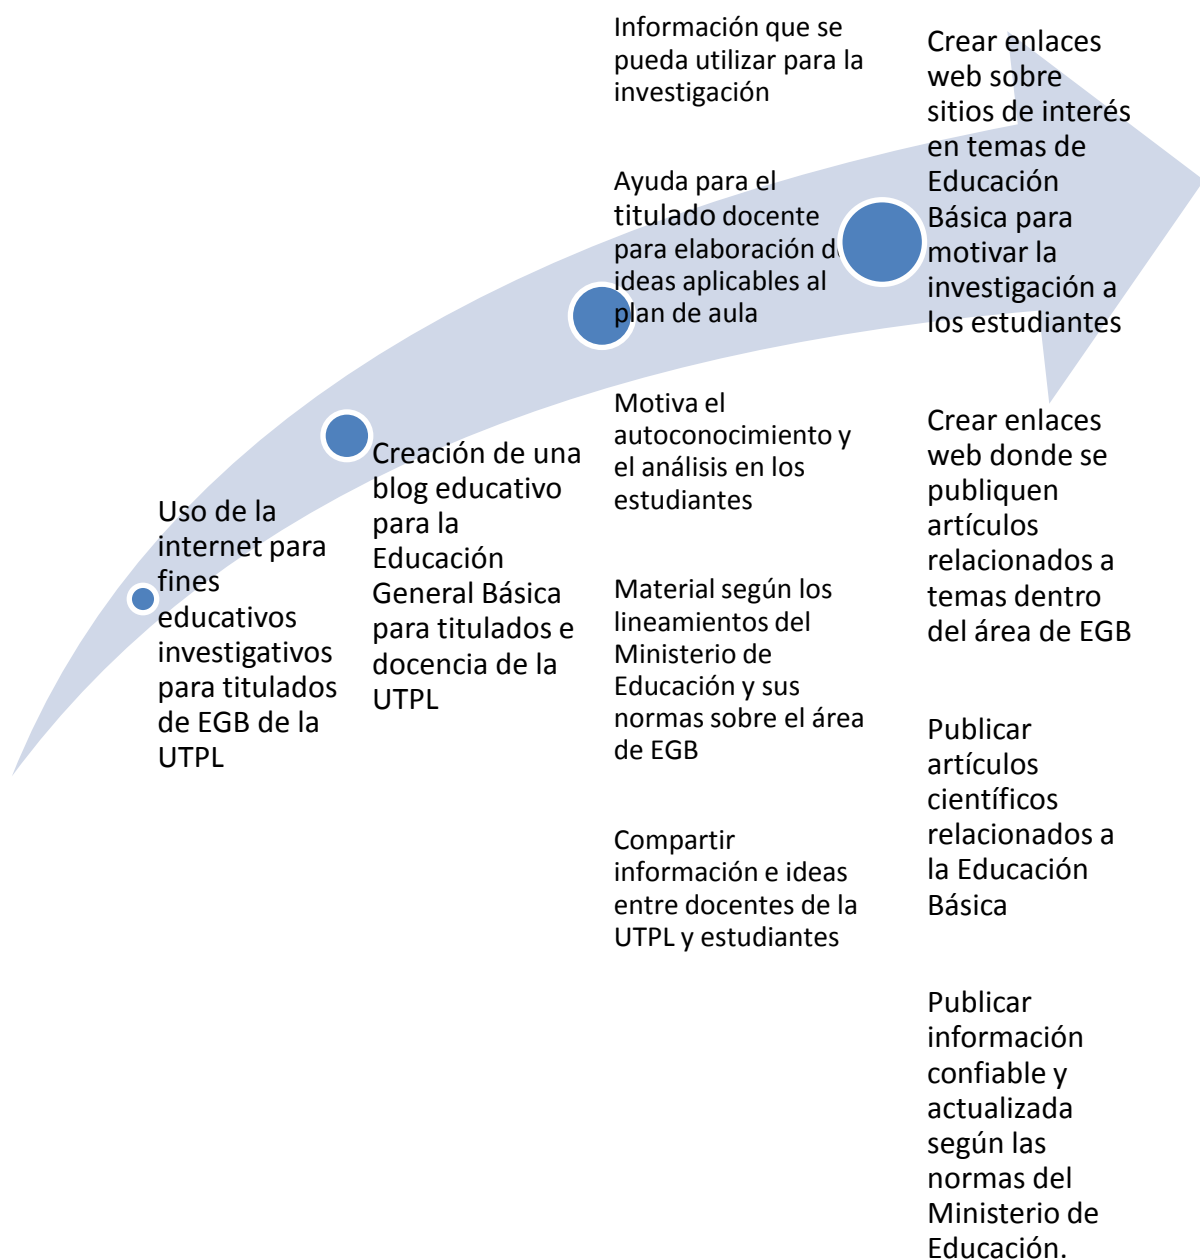 Uso de la
internet para
fines
educativos
investigativos
para titulados
de EGB de la
UTPL
Creación de una
blog educativo
para la
Educación
General Básica
para titulados e
docencia de la
UTPL
Información que se
pueda utilizar para la
investigación
Ayuda para el
titulado docente
para elaboración de
ideas aplicables al
plan de aula
Motiva el
autoconocimiento y
el análisis en los
estudiantes
Material según los
lineamientos del
Ministerio de
Educación y sus
normas sobre el área
de EGB
Compartir
información e ideas
entre docentes de la
UTPL y estudiantes
Crear enlaces
web sobre
sitios de interés
en temas de
Educación
Básica para
motivar la
investigación a
los estudiantes
Crear enlaces
web donde se
publiquen
artículos
relacionados a
temas dentro
del área de EGB
Publicar
artículos
científicos
relacionados a
la Educación
Básica
Publicar
información
confiable y
actualizada
según las
normas del
Ministerio de
Educación.